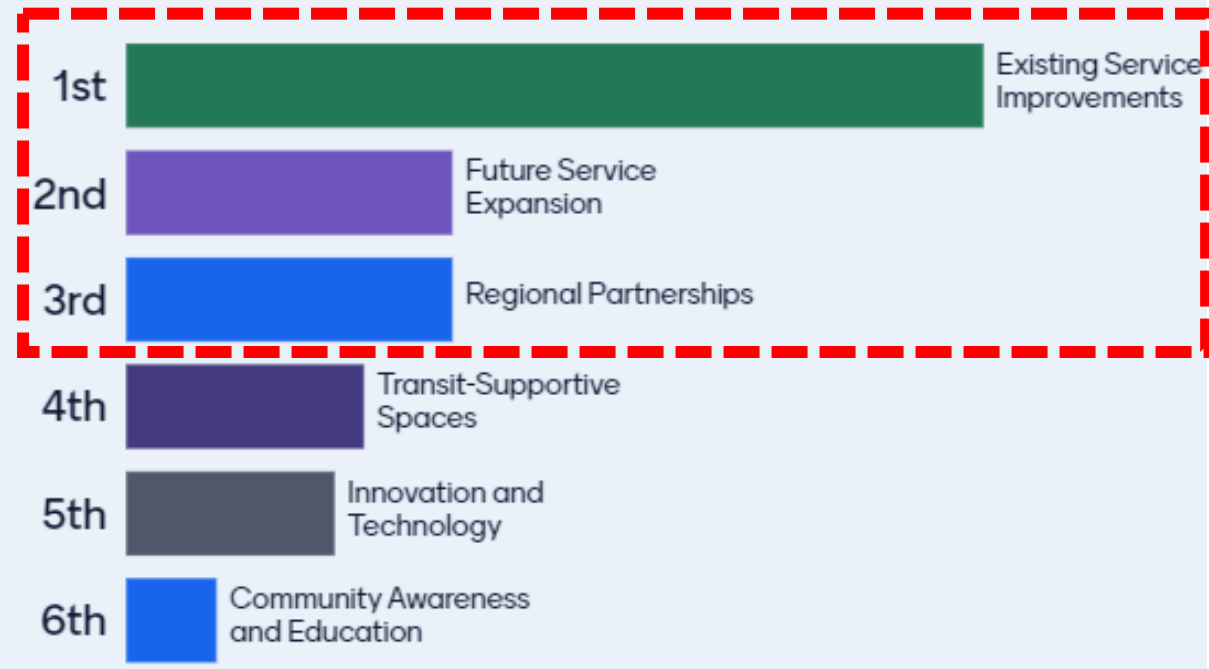 1st
Existing Service
Improvements
2nd
Future Service
Expansion
3rd
Regional Partnerships
4th
Transit-Supportive
Spaces
5th
Innovation and
Technology
6th
Community Awareness
and Education